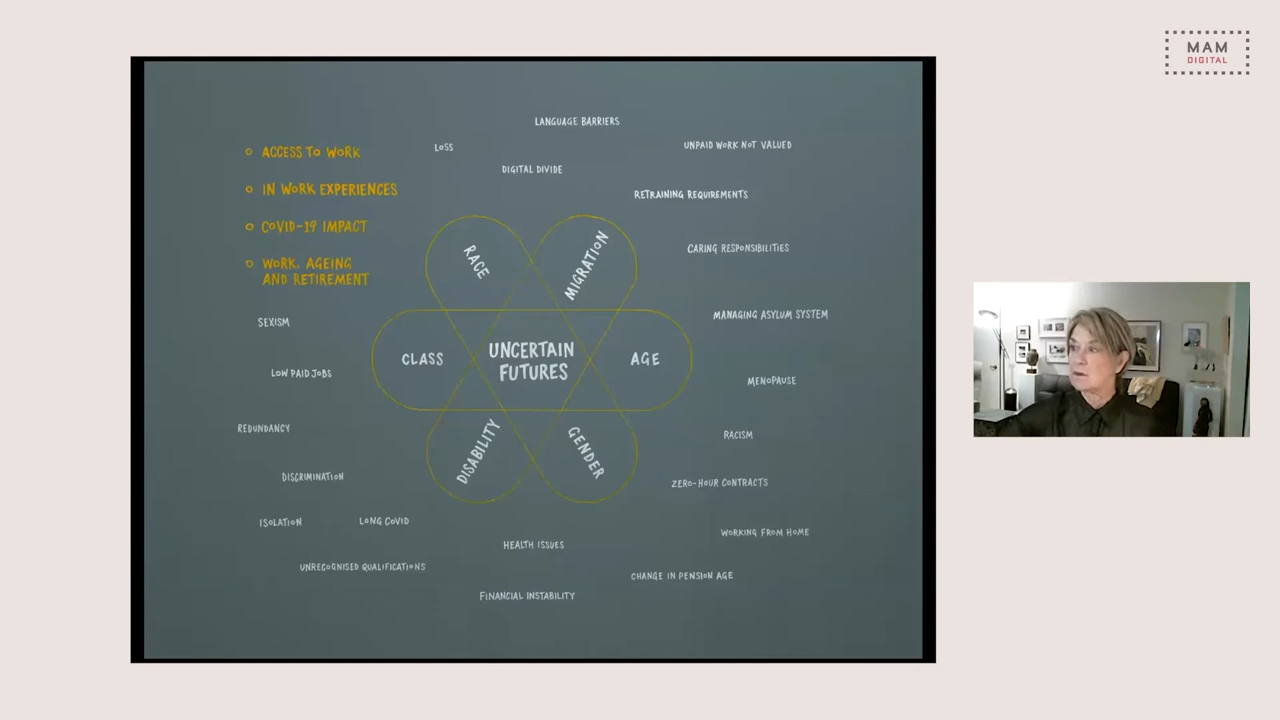 MAM
DIGITAL
LANGUAGE BARRIERS
LOSS
UNPAID WORK NOT VALUED
DIGITAL DIVIDE
RETRAINING REQUIREMENTS
ACCESS TO WORK
IN WORK EXPERIENCES
COVID-19 IMPACT
WORK, AGEING
AND RETIREMENT
RACE
MIGRATION
CARING RESPONSIBILITIES
SEXISM
MANAGING ASYLUM SYSTEM
CLASS
UNCERTAIN
FUTURES
AGE
LOW PAID JOBS
MENOPAUSE
REDUNDANCY
DISABILITY
GENDER
RACISM
DISCRIMINATION
ZERO-HOUR CONTRACTS
ISOLATION
LONG COVID
WORKING FROM HOME
HEALTH ISSUES
UNRECOGNISED QUALIFICATIONS
CHANGE IN PENSION AGE
FINANCIAL INSTABILITY